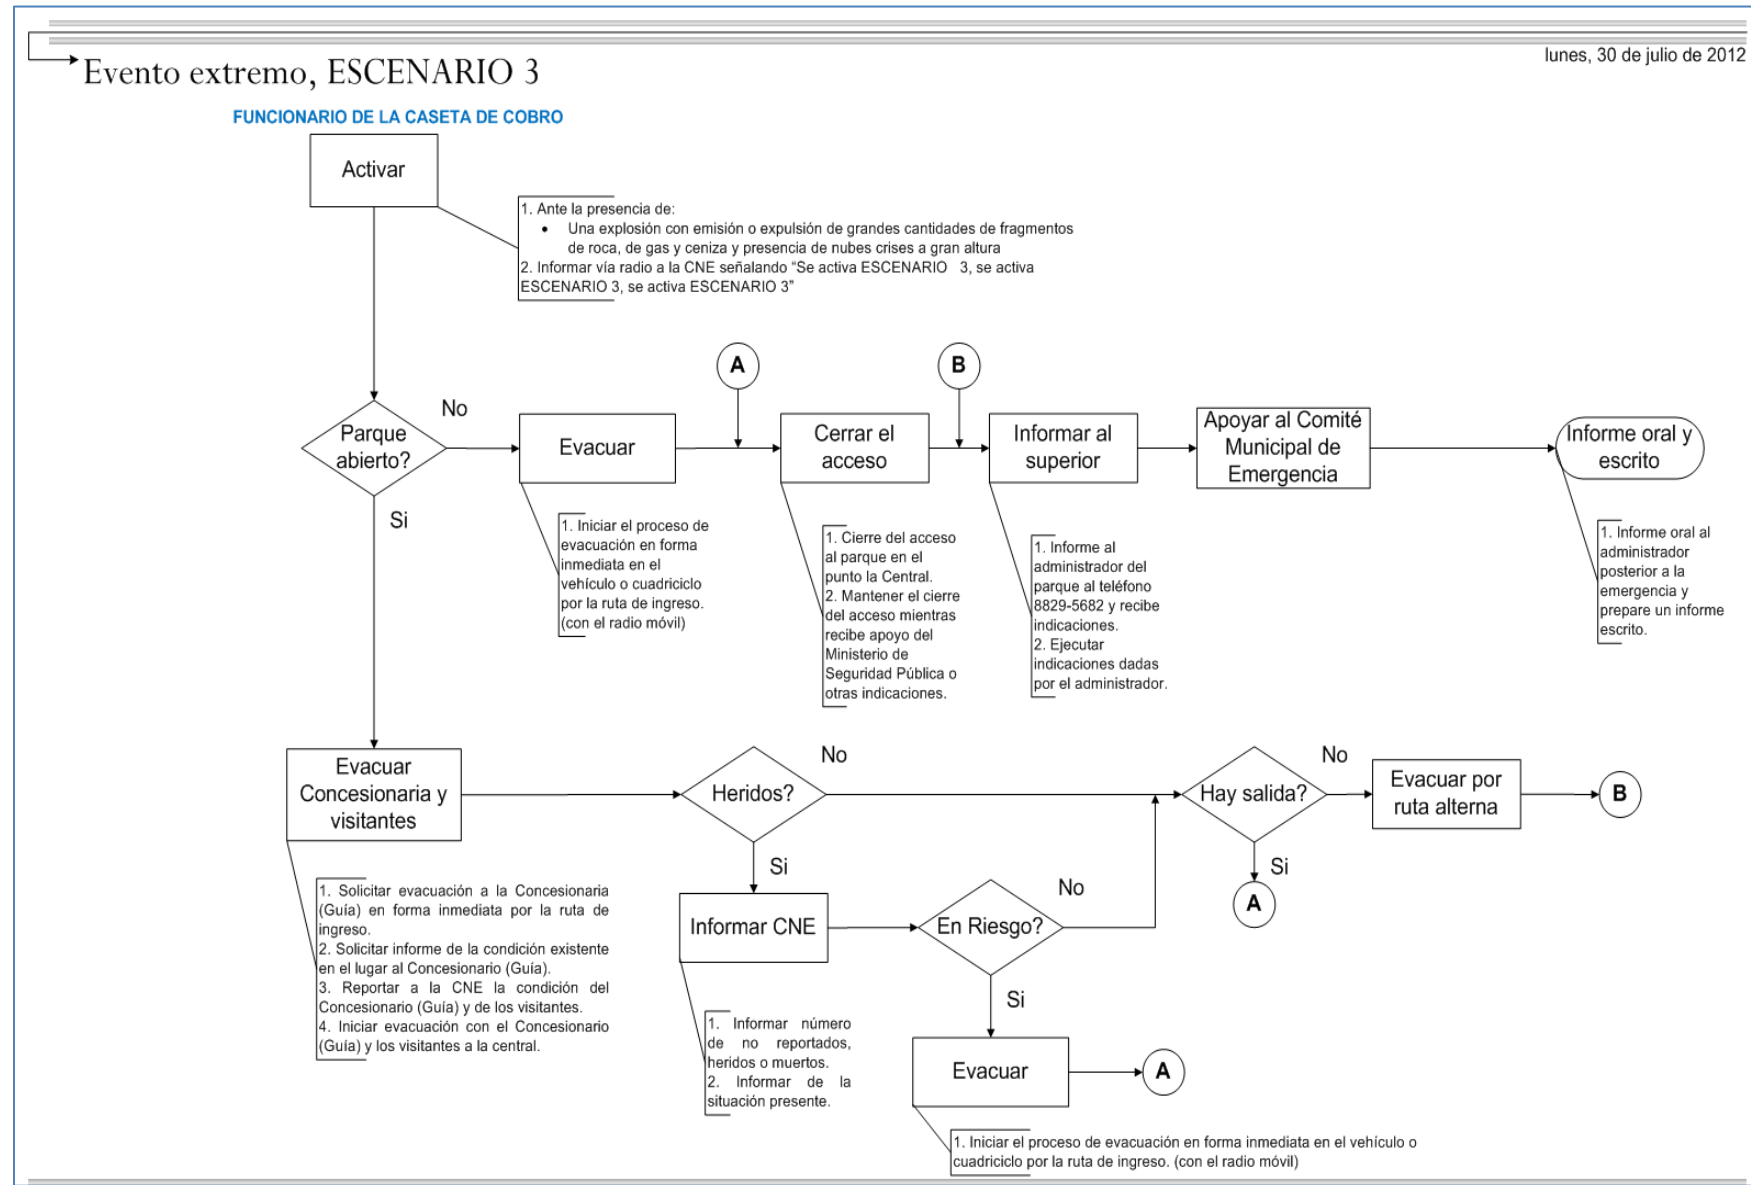 lunes, 30 de julio de 2012
Evento extremo, ESCENARIO 3
FUNCIONARIO DE LA CASETA DE COBRO
Activar
1. Ante la presencia de:
• Una explosión con emisión o expulsión de grandes cantidades de fragmentos
de roca, de gas y ceniza y presencia de nubes crises a gran altura
2. Informar vía radio a la CNE señalando “Se activa ESCENARIO 3, se activa
ESCENARIO 3, se activa ESCENARIO 3”
A
B
Parque
abierto?
No
Si
Evacuar
1. Iniciar el proceso de
evacuación en forma
inmediata en el
vehículo o cuadriciclo
por la ruta de ingreso.
(con el radio móvil)
Cerrar el
acceso
1. Cierre del acceso
al parque en el
punto la Central.
2. Mantener el cierre
del acceso mientras
recibe apoyo del
Ministerio de
Seguridad Pública o
otras indicaciones.
Informar al
superior
1. Informe al
administrador del
parque al teléfono
8829-5682 y recibe
indicaciones.
2. Ejecutar
indicaciones dadas
por el administrador.
Apoyar al Comité
Municipal de
Emergencia
Informe oral y
escrito
1. Informe oral al
administrador
posterior a la
emergencia y
prepare un informe
escrito.
Evacuar
Concesionaria y
visitantes
1. Solicitar evacuación a la Concesionaria
(Guía) en forma inmediata por la ruta de
ingreso.
2. Solicitar informe de la condición existente
en el lugar al Concesionario (Guía).
3. Reportar a la CNE la condición del
Concesionario (Guía) y de los visitantes.
4. Iniciar evacuación con el Concesionario
(Guía) y los visitantes a la central.
Heridos?
No
Si
Informar CNE
1. Informar número
de no reportados,
heridos o muertos.
2. Informar de la
situación presente.
En Riesgo?
No
Si
Evacuar
A
1. Iniciar el proceso de evacuación en forma inmediata en el vehículo o
cuadriciclo por la ruta de ingreso. (con el radio móvil)
Hay salida?
No
Si
A
Evacuar por
ruta alterna
B